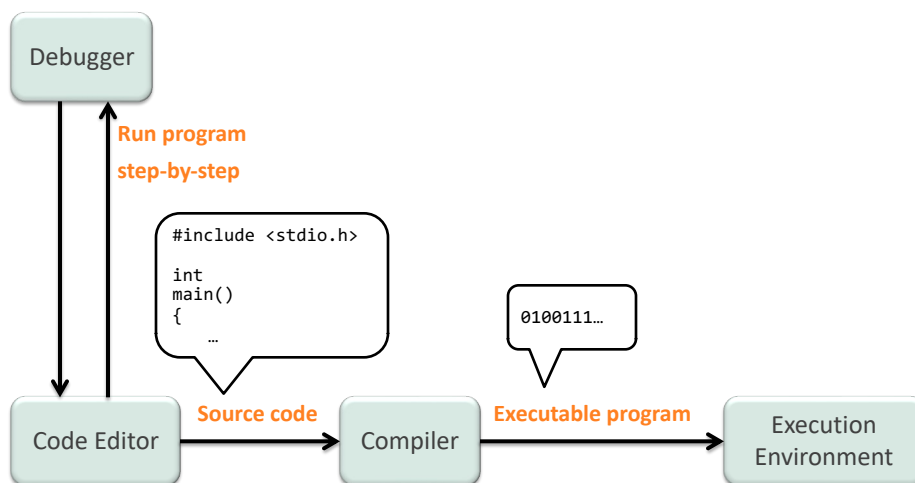 Debugger
Run program
step-by-step
#include <stdio.h>
int
main()
{
…
0100111…
Source code
Executable program
Code Editor
Compiler
Execution
Environment